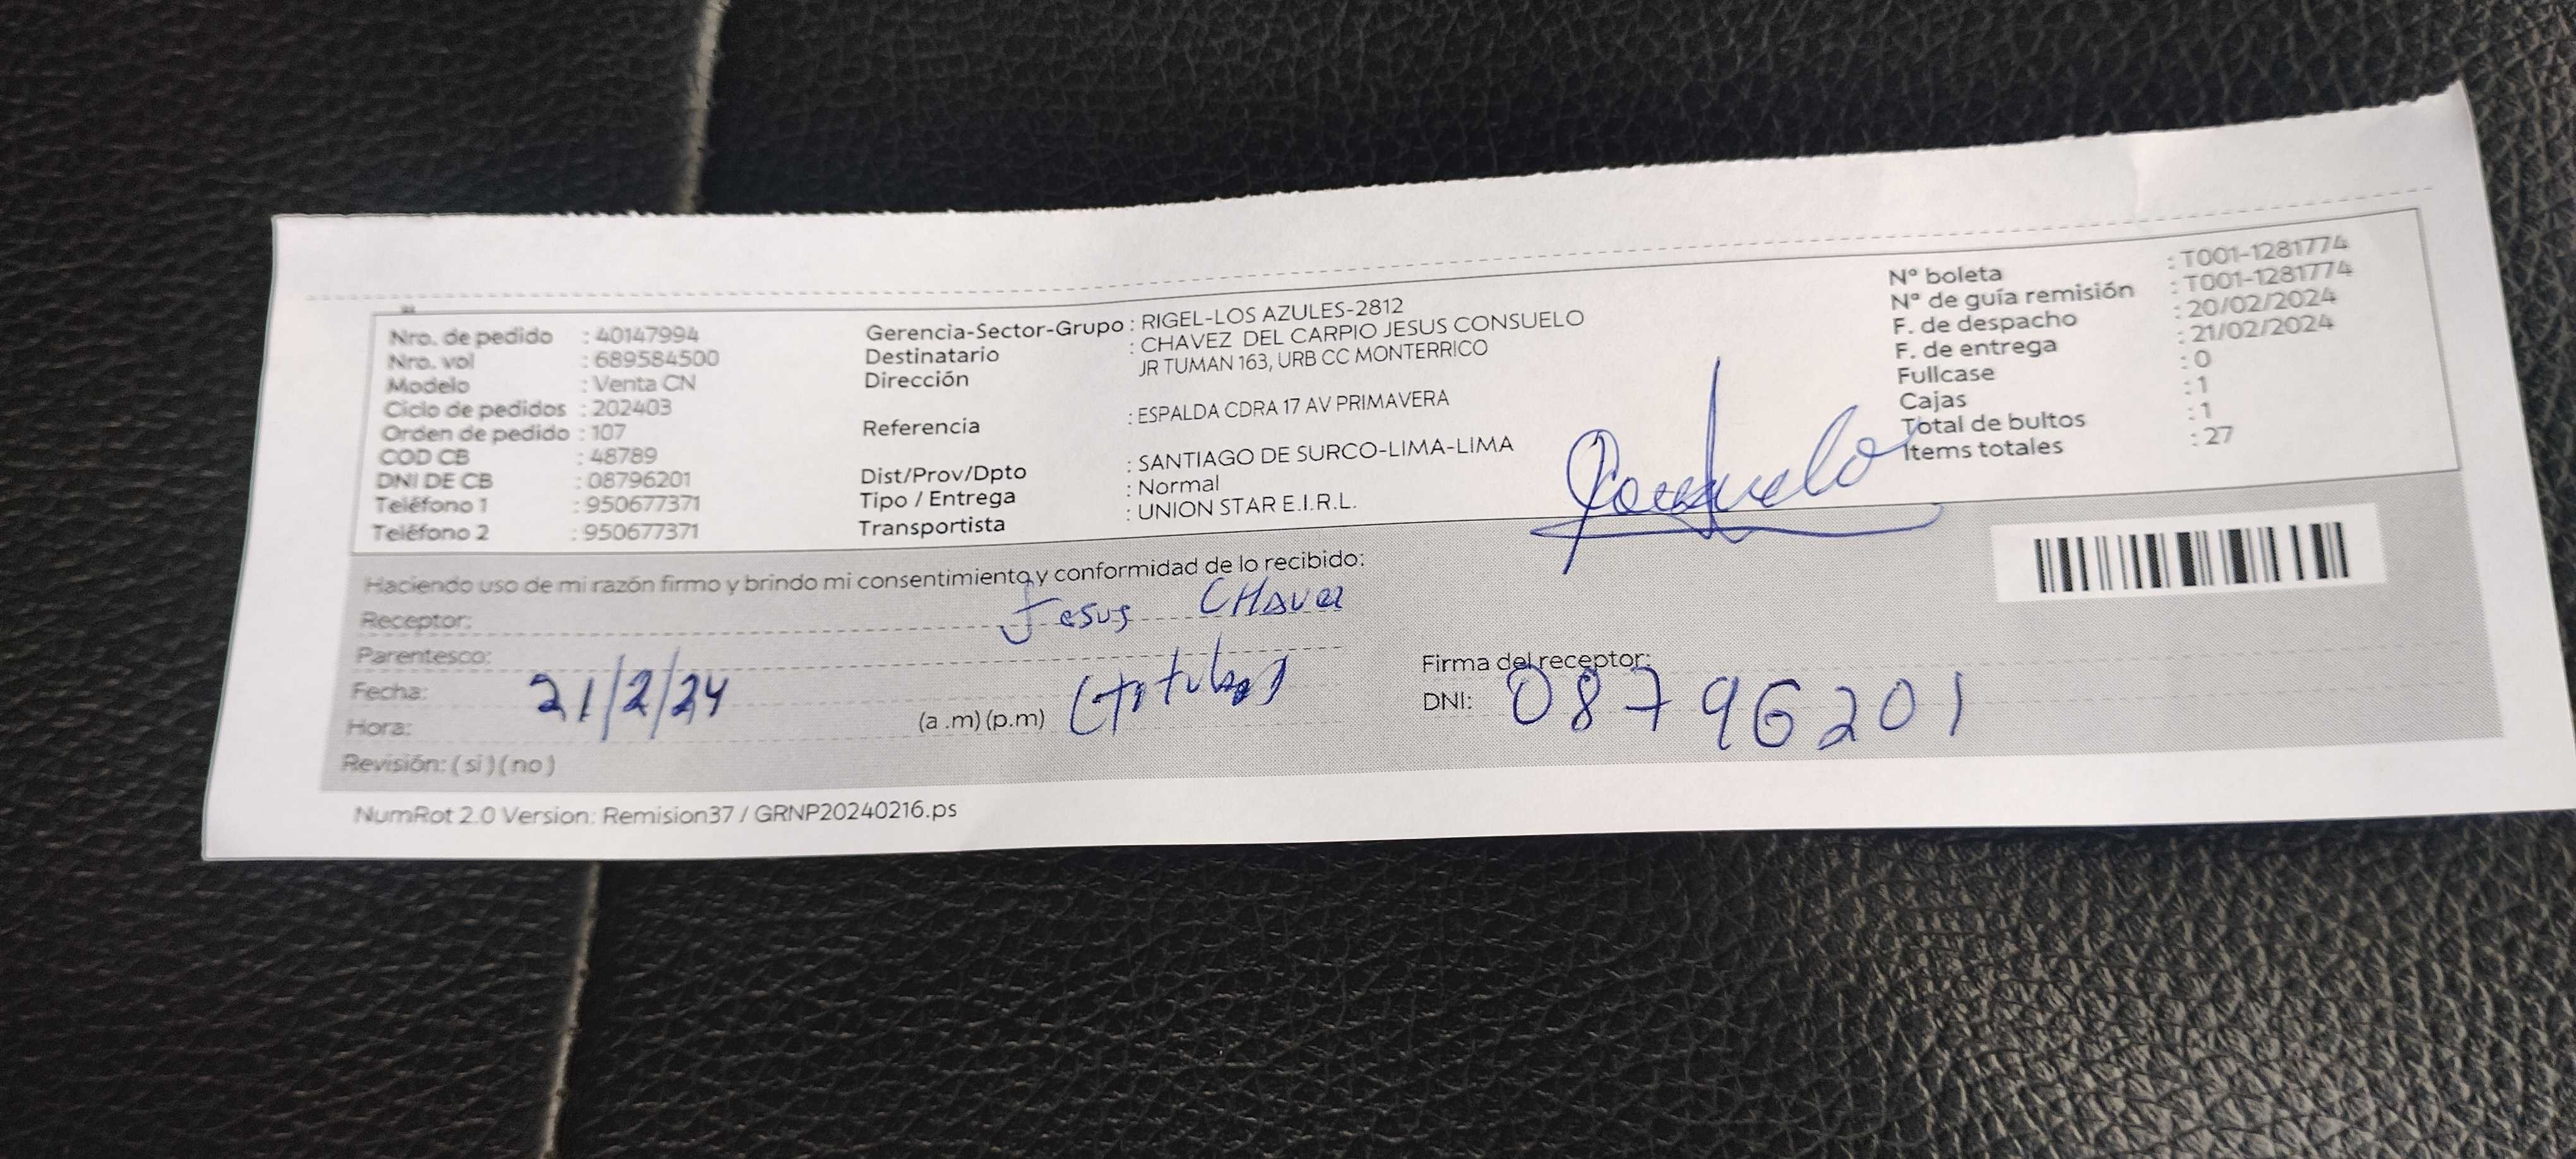 Nro. de pedido : 40147994
Nro. vol : 689584500
Modelo : Venta CN
Ciclo de pedidos : 202403
Orden de pedido : 107
COD CB : 48789
DNI DE CB : 08796201
Teléfono 1 : 950677371
Teléfono 2 : 950677371
Gerencia-Sector-Grupo : RIGEL-LOS AZULES-2812
Destinatario : CHAVEZ DEL CARPIO JESUS CONSUELO
Dirección JR TUMAN 163, URB CC MONTERRICO
Referencia : ESPALDA CDRA 17 AV PRIMAVERA
Dist/Prov/Dpto : SANTIAGO DE SURCO-LIMA-LIMA
Tipo / Entrega : Normal
Transportista : UNION STAR E.I.R.L.
N° boleta : T001-1281774
N° de guía remisión : T001-1281774
F. de despacho : 20/02/2024
F. de entrega : 21/02/2024
Fullcase : 0
Cajas : 1
Total de bultos : 1
Items totales : 27
Consuelo
Haciendo uso de mi razón firmo y brindo mi consentimiento y conformidad de lo recibido:
Receptor: Jesus CHavez
Parentesco: (titular)
Fecha: 21/2/24
Hora: (a .m) (p.m)
Revisión: ( si ) ( no )
Firma del receptor:
DNI: 08796201
NumRot 2.0 Version: Remision37 / GRNP20240216.ps